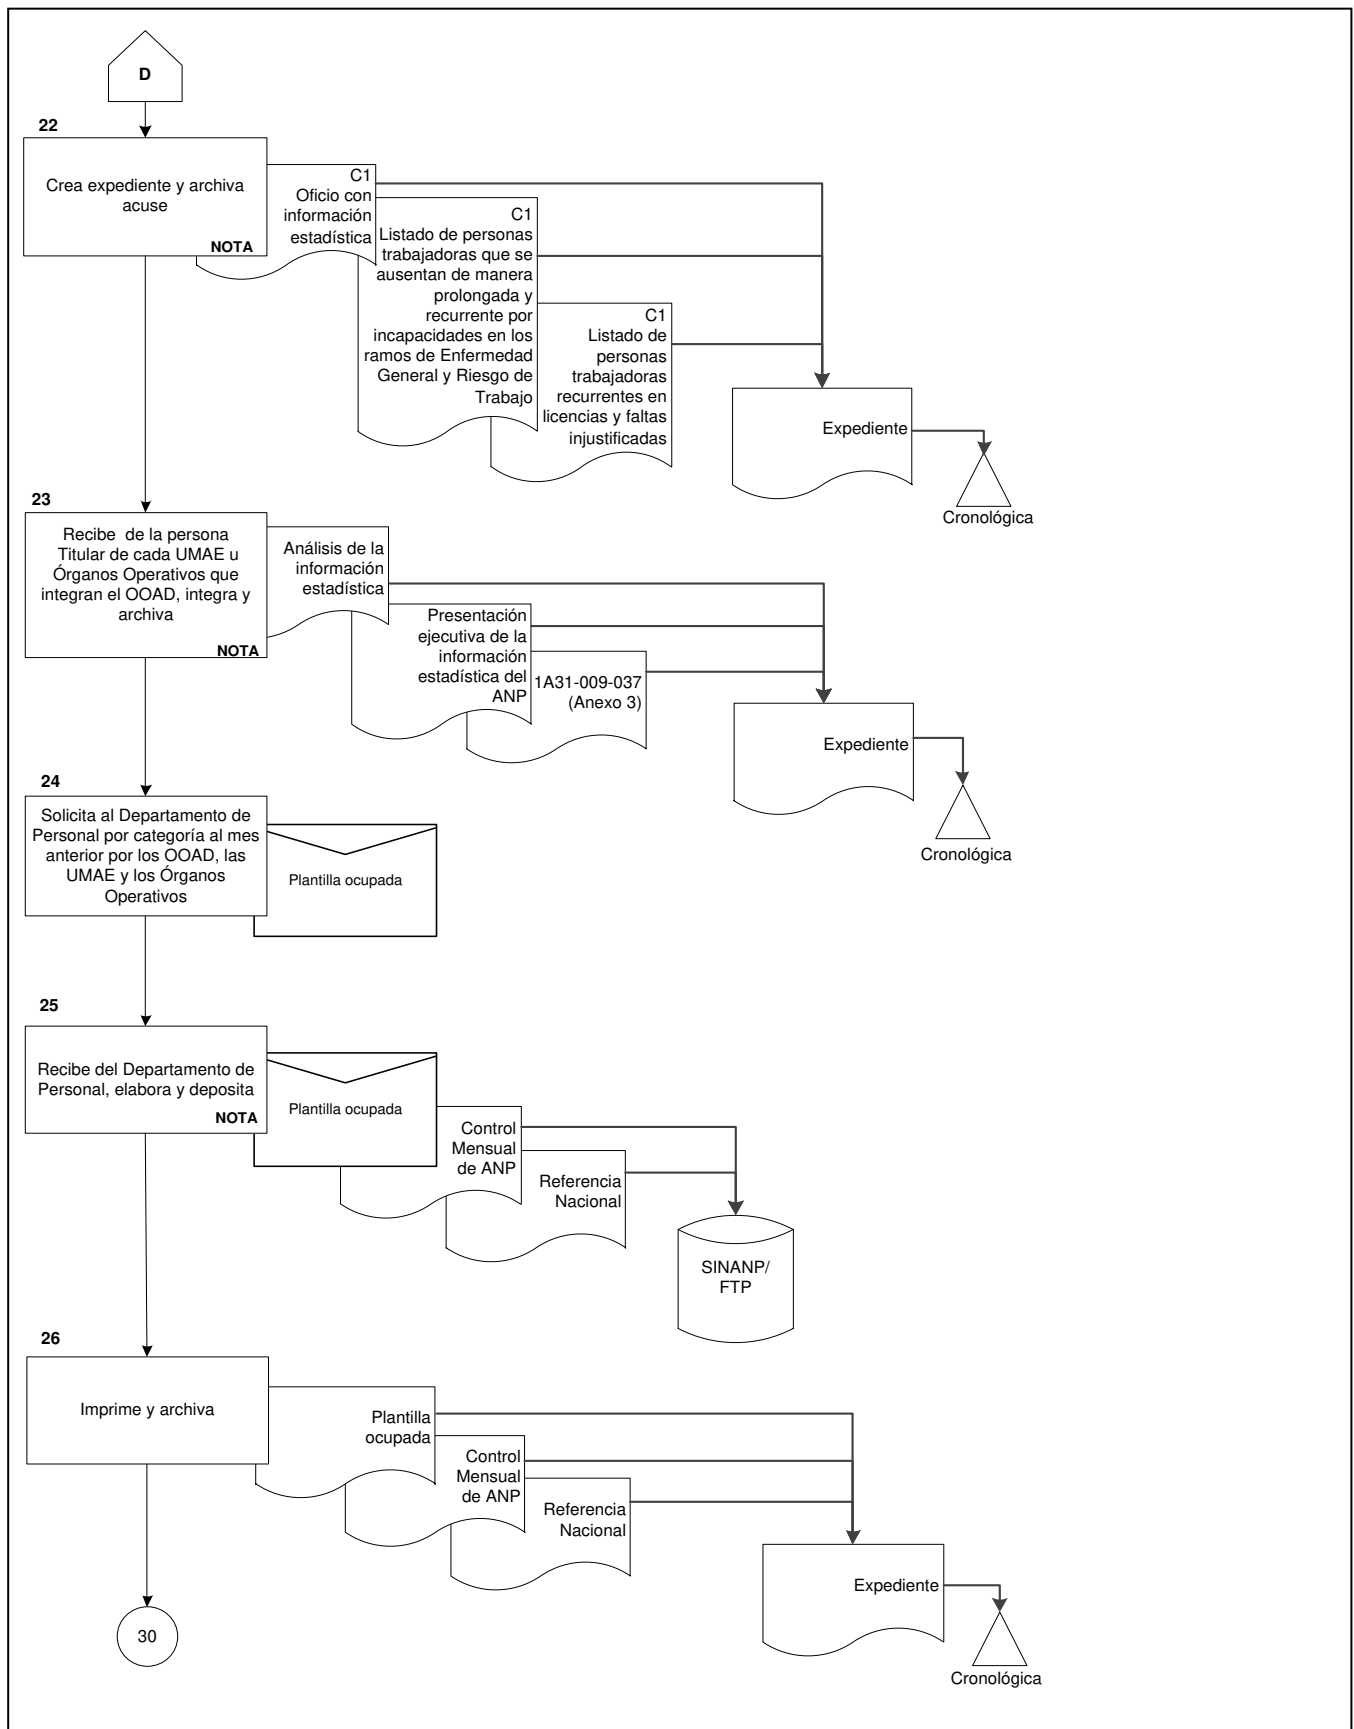 D
22
Crea expediente y archiva
acuse
NOTA
C1
Oficio con
información
estadística
C1
Listado de personas
trabajadoras que se
ausentan de manera
prolongada y
recurrente por
incapacidades en los
ramos de Enfermedad
General y Riesgo de
Trabajo
C1
Listado de
personas
trabajadoras
recurrentes en
licencias y faltas
injustificadas
Expediente
Cronológica
23
Recibe de la persona
Titular de cada UMAE u
Órganos Operativos que
integran el OOAD, integra y
archiva
NOTA
Análisis de la
información
estadística
Presentación
ejecutiva de la
información
estadística del
ANP
1A31-009-037
(Anexo 3)
Expediente
Cronológica
24
Solicita al Departamento de
Personal por categoría al mes
anterior por los OOAD, las
UMAE y los Órganos
Operativos
Plantilla ocupada
25
Recibe del Departamento de
Personal, elabora y deposita
NOTA
Plantilla ocupada
Control
Mensual
de ANP
Referencia
Nacional
SINANP/
FTP
26
Imprime y archiva
Plantilla
ocupada
Control
Mensual
de ANP
Referencia
Nacional
Expediente
Cronológica
30